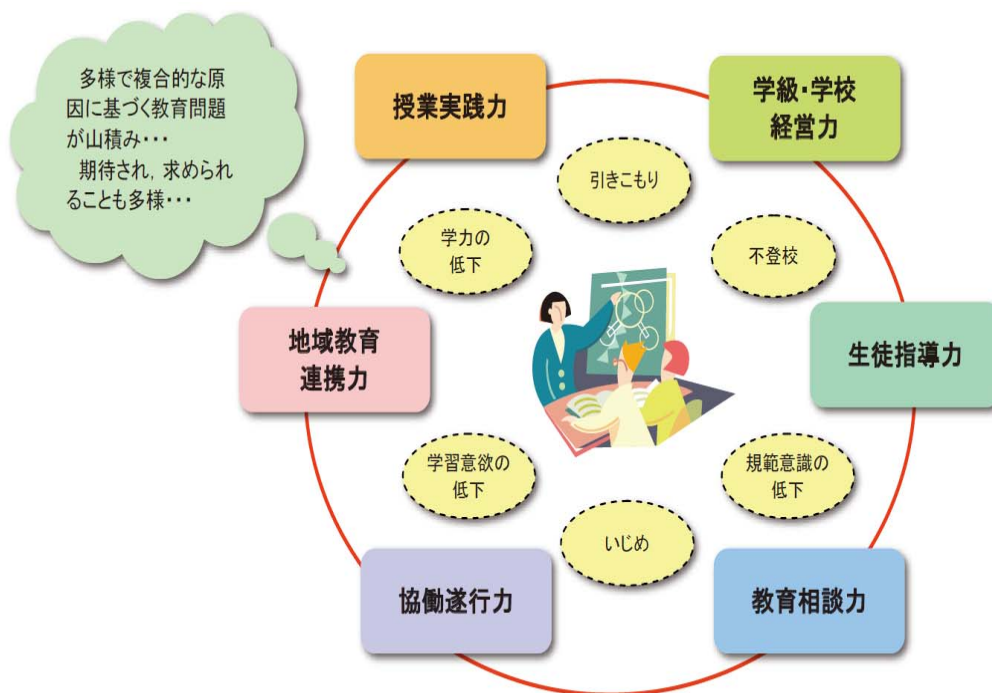 多様で複合的な原
因に基づく教育問題
が山積み・・・
期待され，求められ
ることも多様・・・
授業実践力
学級・学校
経営力
引きこもり
学力の
低下
不登校
地域教育
連携力
生徒指導力
学習意欲の
低下
規範意識の
低下
いじめ
協働遂行力
教育相談力